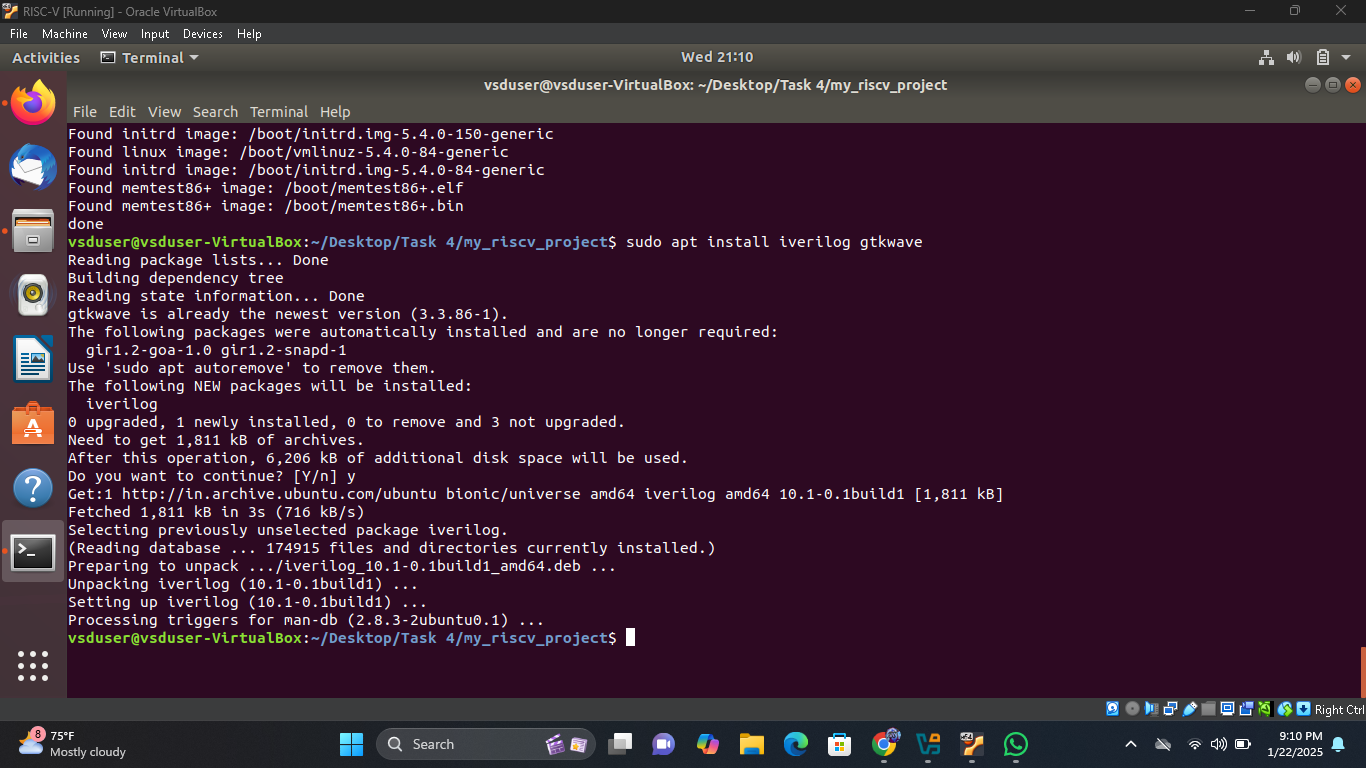 RISC-V [Running] - Oracle VirtualBox
File Machine View Input Devices Help
Activities Terminal Wed 21:10
vsduser@vsduser-VirtualBox: ~/Desktop/Task 4/my_riscv_project
File Edit View Search Terminal Help
Found initrd image: /boot/initrd.img-5.4.0-150-generic
Found linux image: /boot/vmlinuz-5.4.0-84-generic
Found initrd image: /boot/initrd.img-5.4.0-84-generic
Found memtest86+ image: /boot/memtest86+.elf
Found memtest86+ image: /boot/memtest86+.bin
done
vsduser@vsduser-VirtualBox:~/Desktop/Task 4/my_riscv_project$ sudo apt install iverilog gtkwave
Reading package lists... Done
Building dependency tree
Reading state information... Done
gtkwave is already the newest version (3.3.86-1).
The following packages were automatically installed and are no longer required:
  gir1.2-goa-1.0 gir1.2-snapd-1
Use 'sudo apt autoremove' to remove them.
The following NEW packages will be installed:
  iverilog
0 upgraded, 1 newly installed, 0 to remove and 3 not upgraded.
Need to get 1,811 kB of archives.
After this operation, 6,206 kB of additional disk space will be used.
Do you want to continue? [Y/n] y
Get:1 http://in.archive.ubuntu.com/ubuntu bionic/universe amd64 iverilog amd64 10.1-0.1build1 [1,811 kB]
Fetched 1,811 kB in 3s (716 kB/s)
Selecting previously unselected package iverilog.
(Reading database ... 174915 files and directories currently installed.)
Preparing to unpack .../iverilog_10.1-0.1build1_amd64.deb ...
Unpacking iverilog (10.1-0.1build1) ...
Setting up iverilog (10.1-0.1build1) ...
Processing triggers for man-db (2.8.3-2ubuntu0.1) ...
vsduser@vsduser-VirtualBox:~/Desktop/Task 4/my_riscv_project$
Right Ctrl
8 75°F
Mostly cloudy
Search
9:10 PM
1/22/2025